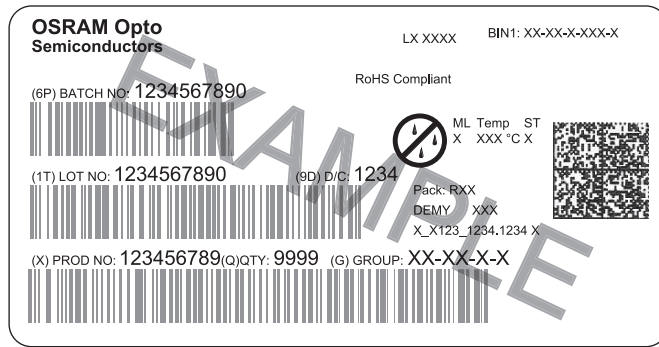 OSRAM Opto
Semiconductors
LX XXXX
BIN1: XX-XX-X-XXX-X
RoHS Compliant
(6P) BATCH NO: 1234567890
ML Temp ST
X XXX °C X
(1T) LOT NO: 1234567890
(9D) D/C: 1234
Pack: RXX
DEMY XXX
X_X123_1234.1234 X
(X) PROD NO: 123456789(Q)QTY: 9999 (G) GROUP: XX-XX-X-X
EXAMPLE